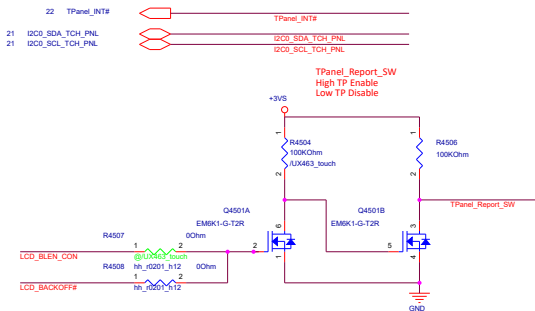 22 TPanel_INT#
TPanel_INT#
21 I2C0_SDA_TCH_PNL
I2C0_SDA_TCH_PNL
21 I2C0_SCL_TCH_PNL
I2C0_SCL_TCH_PNL
TPanel_Report_SW
High TP Enable
Low TP Disable
+3VS
1
R4504
100KOhm
/UX463_touch
2
1
R4506
100KOhm
2
TPanel_Report_SW
Q4501A
EM6K1-G-T2R
6
2
1
Q4501B
EM6K1-G-T2R
3
5
4
R4507 0Ohm
1 2
LCD_BLEN_CON
@/UX463_touch
R4508 hh_r0201_h12 0Ohm
1 2
LCD_BACKOFF#
hh_r0201_h12
GND